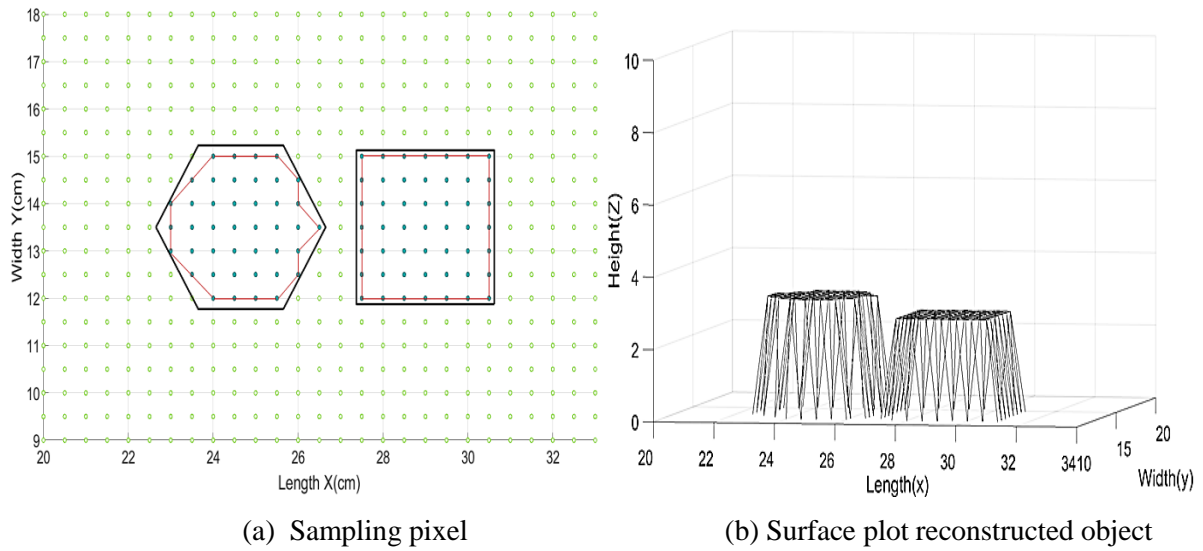 18
17
16
15
14
13
12
11
10
9
Width Y(cm)
20 22 24 26 28 30 32
Length X(cm)
(a) Sampling pixel
10
8
6
4
2
0
Height(Z)
20 22 24 26 28 30 32 34 10 15 20
Length(x)
Width(y)
(b) Surface plot reconstructed object